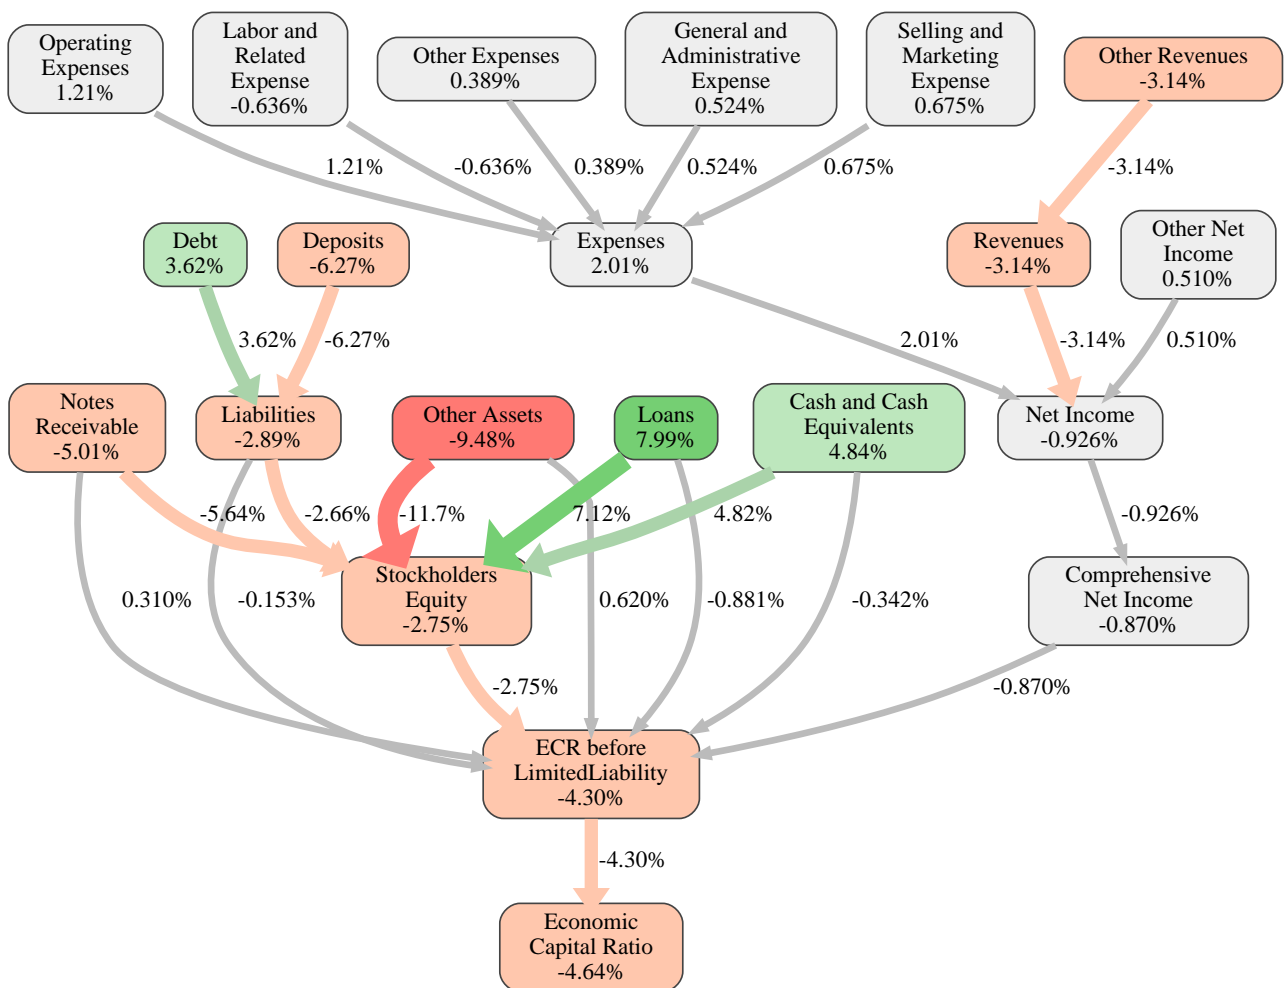 Operating
Expenses
1.21%
Labor and
Related
Expense
-0.636%
Other Expenses
0.389%
General and
Administrative
Expense
0.524%
Selling and
Marketing
Expense
0.675%
Other Revenues
-3.14%
1.21%
-0.636%
0.389%
0.524%
0.675%
-3.14%
Debt
3.62%
Deposits
-6.27%
Expenses
2.01%
Revenues
-3.14%
Other Net
Income
0.510%
3.62%
-6.27%
2.01%
-3.14%
0.510%
Notes
Receivable
-5.01%
Liabilities
-2.89%
Other Assets
-9.48%
Loans
7.99%
Cash and Cash
Equivalents
4.84%
Net Income
-0.926%
-5.64%
-2.66%
-11.7%
7.12%
4.82%
-0.926%
Stockholders
Equity
-2.75%
Comprehensive
Net Income
-0.870%
0.310%
-0.153%
0.620%
-0.881%
-0.342%
-2.75%
-0.870%
ECR before
LimitedLiability
-4.30%
-4.30%
Economic
Capital Ratio
-4.64%